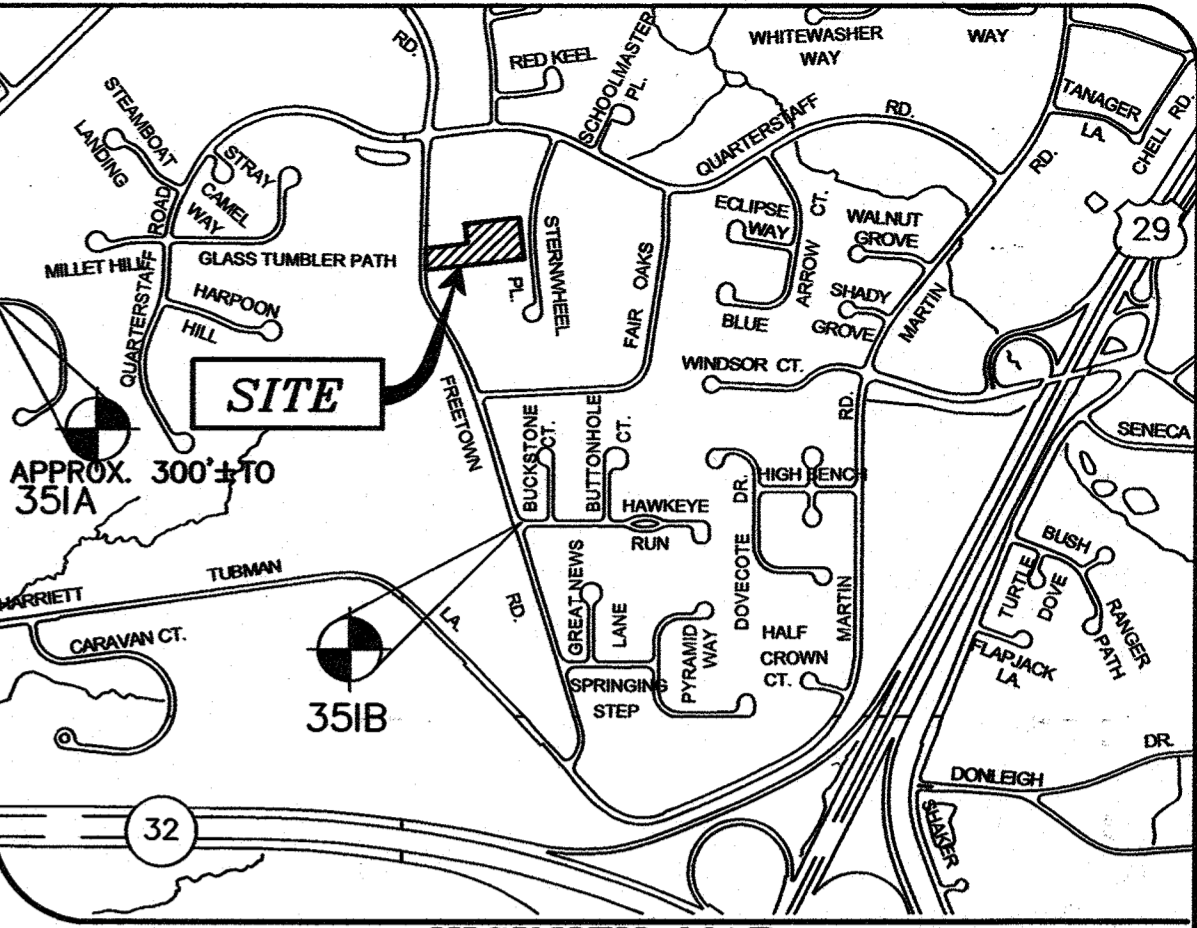 RD.
RED KEEL
SCHOOLMASTER
PL.
WHITEWASHER
WAY
WAY
TANAGER
LA.
CHELL RD.
STEAMBOAT
LANDING
STRAY
CAMEL
WAY
QUARTERSTAFF
RD.
RD.
29
ROAD
QUARTERSTAFF
MILLET HILL
GLASS TUMBLER PATH
HARPOON
HILL
STERNWHEEL
PL.
FAIR OAKS
ECLIPSE
WAY
ARROW CT.
BLUE
WALNUT
GROVE
SHADY
GROVE
MARTIN
WINDSOR CT.
RD.
SITE
FREETOWN
SENECA
APPROX. 300'± TO
35IA
BUCKSTONE
CT.
BUTTONHOLE
CT.
HAWKEYE
RUN
HIGH BENCH
DR.
DOVECOTE
MARTIN
HARRIETT
TUBMAN
LA.
RD.
GREAT NEWS
LANE
PYRAMID
WAY
SPRINGING
STEP
HALF
CROWN
CT.
BUSH
RANGER
PATH
TURTLE
DOVE
FLAPJACK
LA.
CARAVAN CT.
35IB
32
DR.
DONLEIGH
SHAKER